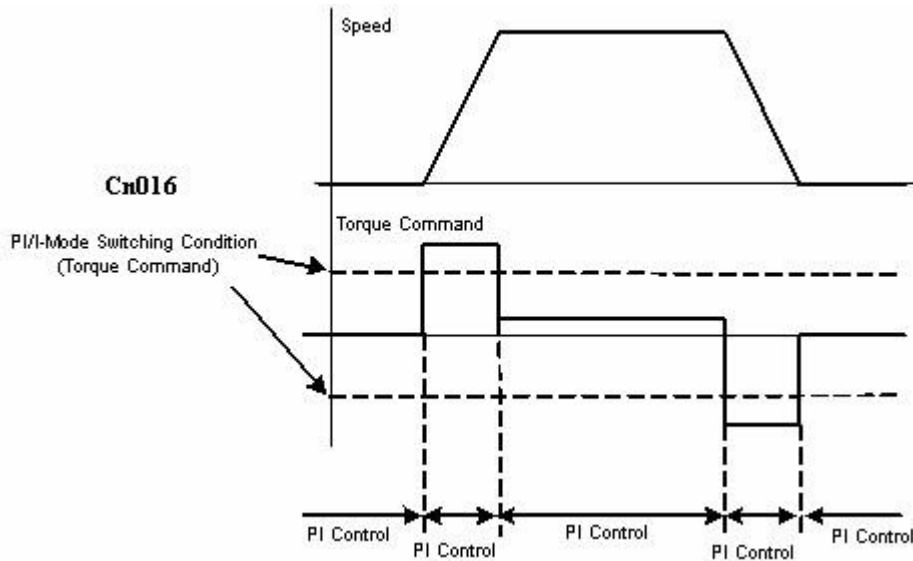 Speed
Cn016
Torque Command
PI/I-Mode Switching Condition
(Torque Command)
PI Control
PI Control
PI Control
PI Control
PI Control